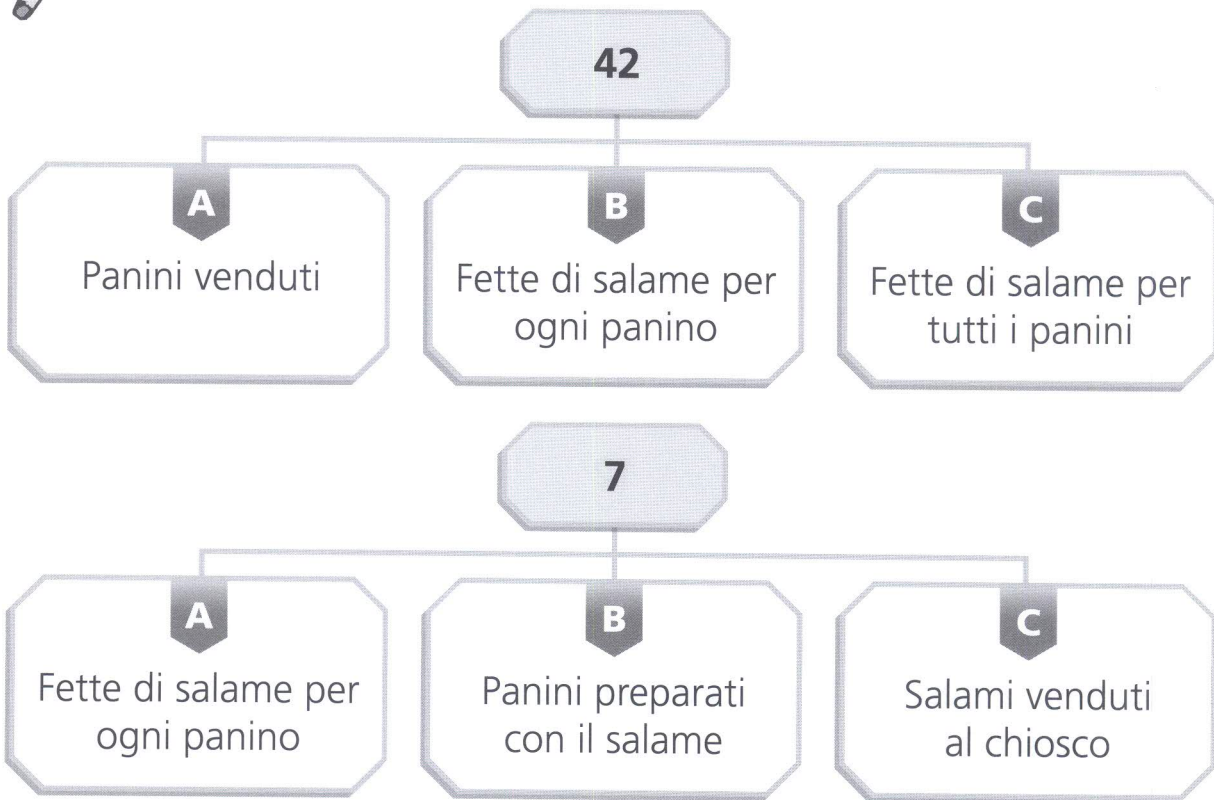 42
A
B
C
Panini venduti
Fette di salame per
ogni panino
Fette di salame per
tutti i panini
7
A
B
C
Fette di salame per
ogni panino
Panini preparati
con il salame
Salami venduti
al chiosco